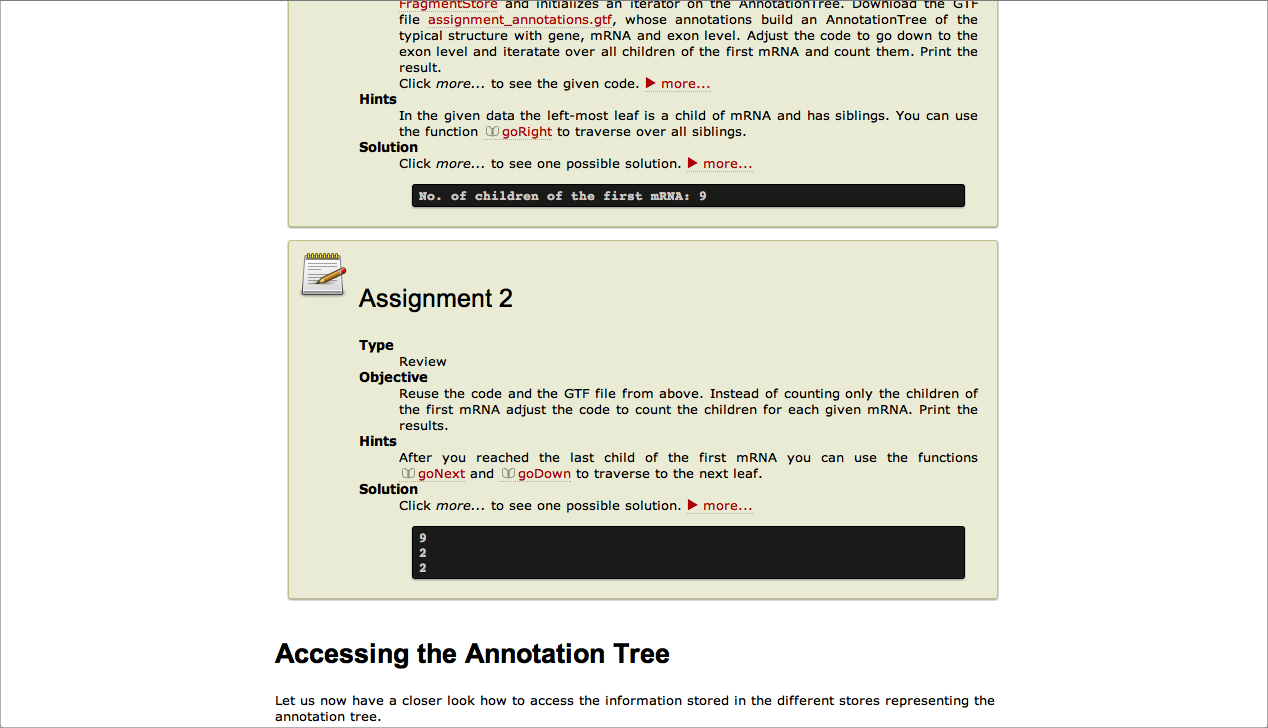 FragmentStore and initializes an iterator on the AnnotationTree. Download the GTF
file assignment_annotations.gtf, whose annotations build an AnnotationTree of the
typical structure with gene, mRNA and exon level. Adjust the code to go down to the
exon level and iteratate over all children of the first mRNA and count them. Print the
result.
Click more... to see the given code. ▶ more...
Hints
In the given data the left-most leaf is a child of mRNA and has siblings. You can use
the function goRight to traverse over all siblings.
Solution
Click more... to see one possible solution. ▶ more...
No. of children of the first mRNA: 9
Assignment 2
Type
Review
Objective
Reuse the code and the GTF file from above. Instead of counting only the children of
the first mRNA adjust the code to count the children for each given mRNA. Print the
results.
Hints
After you reached the last child of the first mRNA you can use the functions
goNext and goDown to traverse to the next leaf.
Solution
Click more... to see one possible solution. ▶ more...
9
2
2
Accessing the Annotation Tree
Let us now have a closer look how to access the information stored in the different stores representing the
annotation tree.